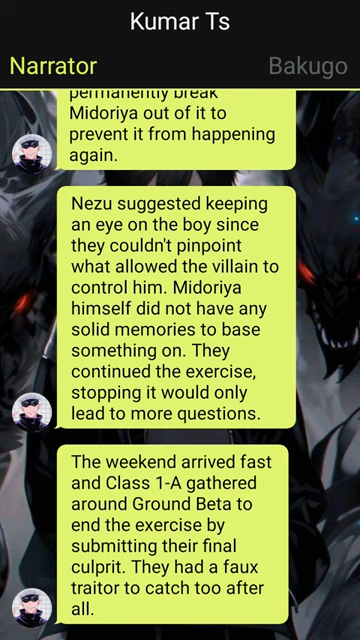 Kumar Ts
Narrator
Bakugo
permanently break
Midoriya out of it to
prevent it from happening
again.
Nezu suggested keeping
an eye on the boy since
they couldn't pinpoint
what allowed the villain to
control him. Midoriya
himself did not have any
solid memories to base
something on. They
continued the exercise,
stopping it would only
lead to more questions.
The weekend arrived fast
and Class 1-A gathered
around Ground Beta to
end the exercise by
submitting their final
culprit. They had a faux
traitor to catch too after
all.